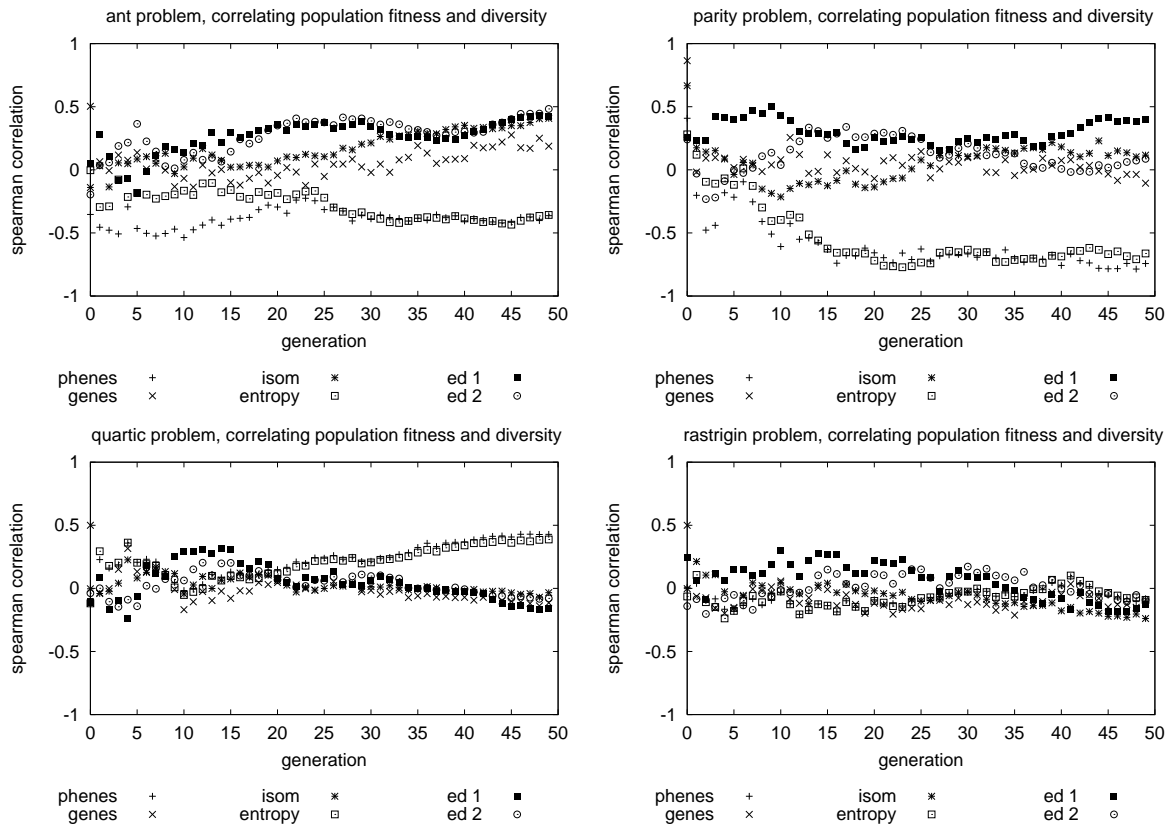 ant problem, correlating population fitness and diversity
1
0.5
0
-0.5
-1
spearman correlation
0 5 10 15 20 25 30 35 40 45 50
generation
phenes isom ed 1
genes entropy ed 2
parity problem, correlating population fitness and diversity
1
0.5
0
-0.5
-1
spearman correlation
0 5 10 15 20 25 30 35 40 45 50
generation
phenes isom ed 1
genes entropy ed 2
quartic problem, correlating population fitness and diversity
1
0.5
0
-0.5
-1
spearman correlation
0 5 10 15 20 25 30 35 40 45 50
generation
phenes isom ed 1
genes entropy ed 2
rastrigin problem, correlating population fitness and diversity
1
0.5
0
-0.5
-1
spearman correlation
0 5 10 15 20 25 30 35 40 45 50
generation
phenes isom ed 1
genes entropy ed 2